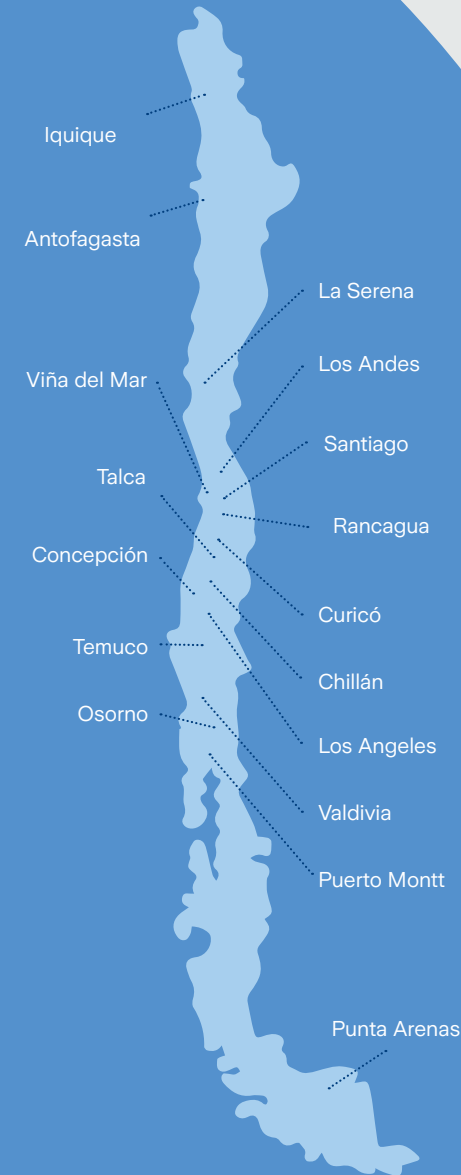 Iquique
Antofagasta
La Serena
Los Andes
Viña del Mar
Santiago
Talca
Rancagua
Concepción
Curicó
Temuco
Chillán
Osorno
Los Angeles
Valdivia
Puerto Montt
Punta Arenas